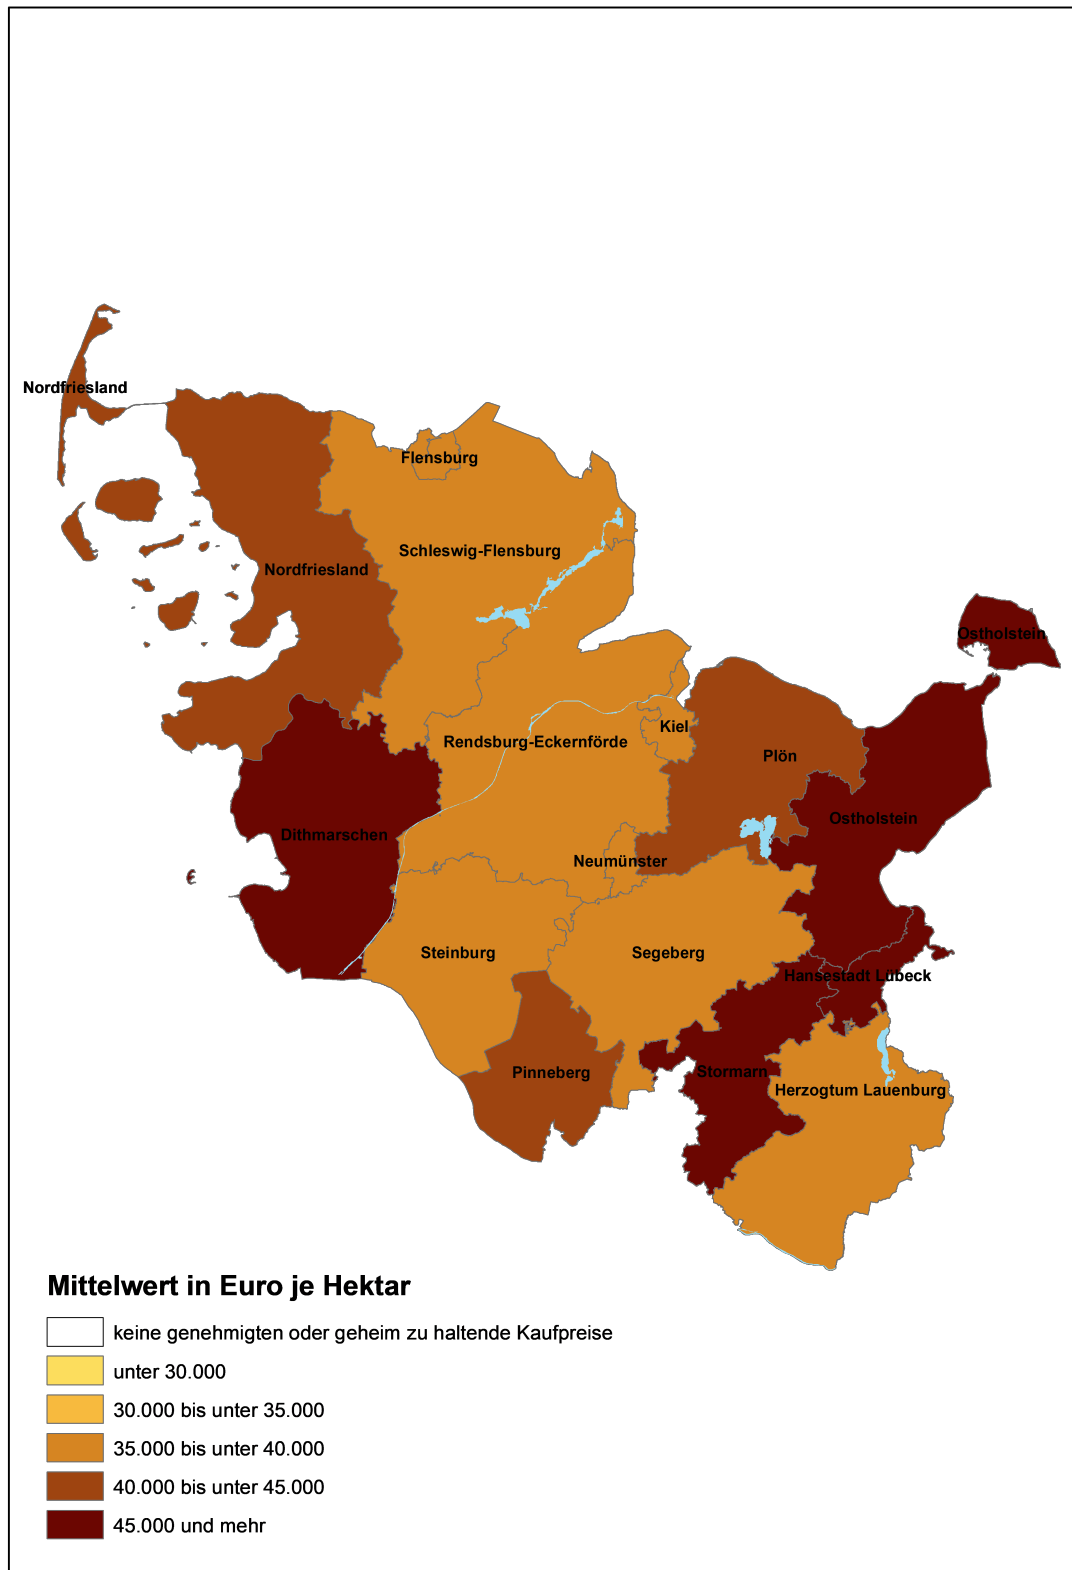 Nordfriesland
Flensburg
Schleswig-Flensburg
Nordfriesland
Ostholstein
Kiel
Rendsburg-Eckernförde
Plön
Ostholstein
Dithmarschen
Neumünster
Steinburg
Segeberg
Hansestadt Lübeck
Stormarn
Pinneberg
Herzogtum Lauenburg
Mittelwert in Euro je Hektar
keine genehmigten oder geheim zu haltende Kaufpreise
unter 30.000
30.000 bis unter 35.000
35.000 bis unter 40.000
40.000 bis unter 45.000
45.000 und mehr